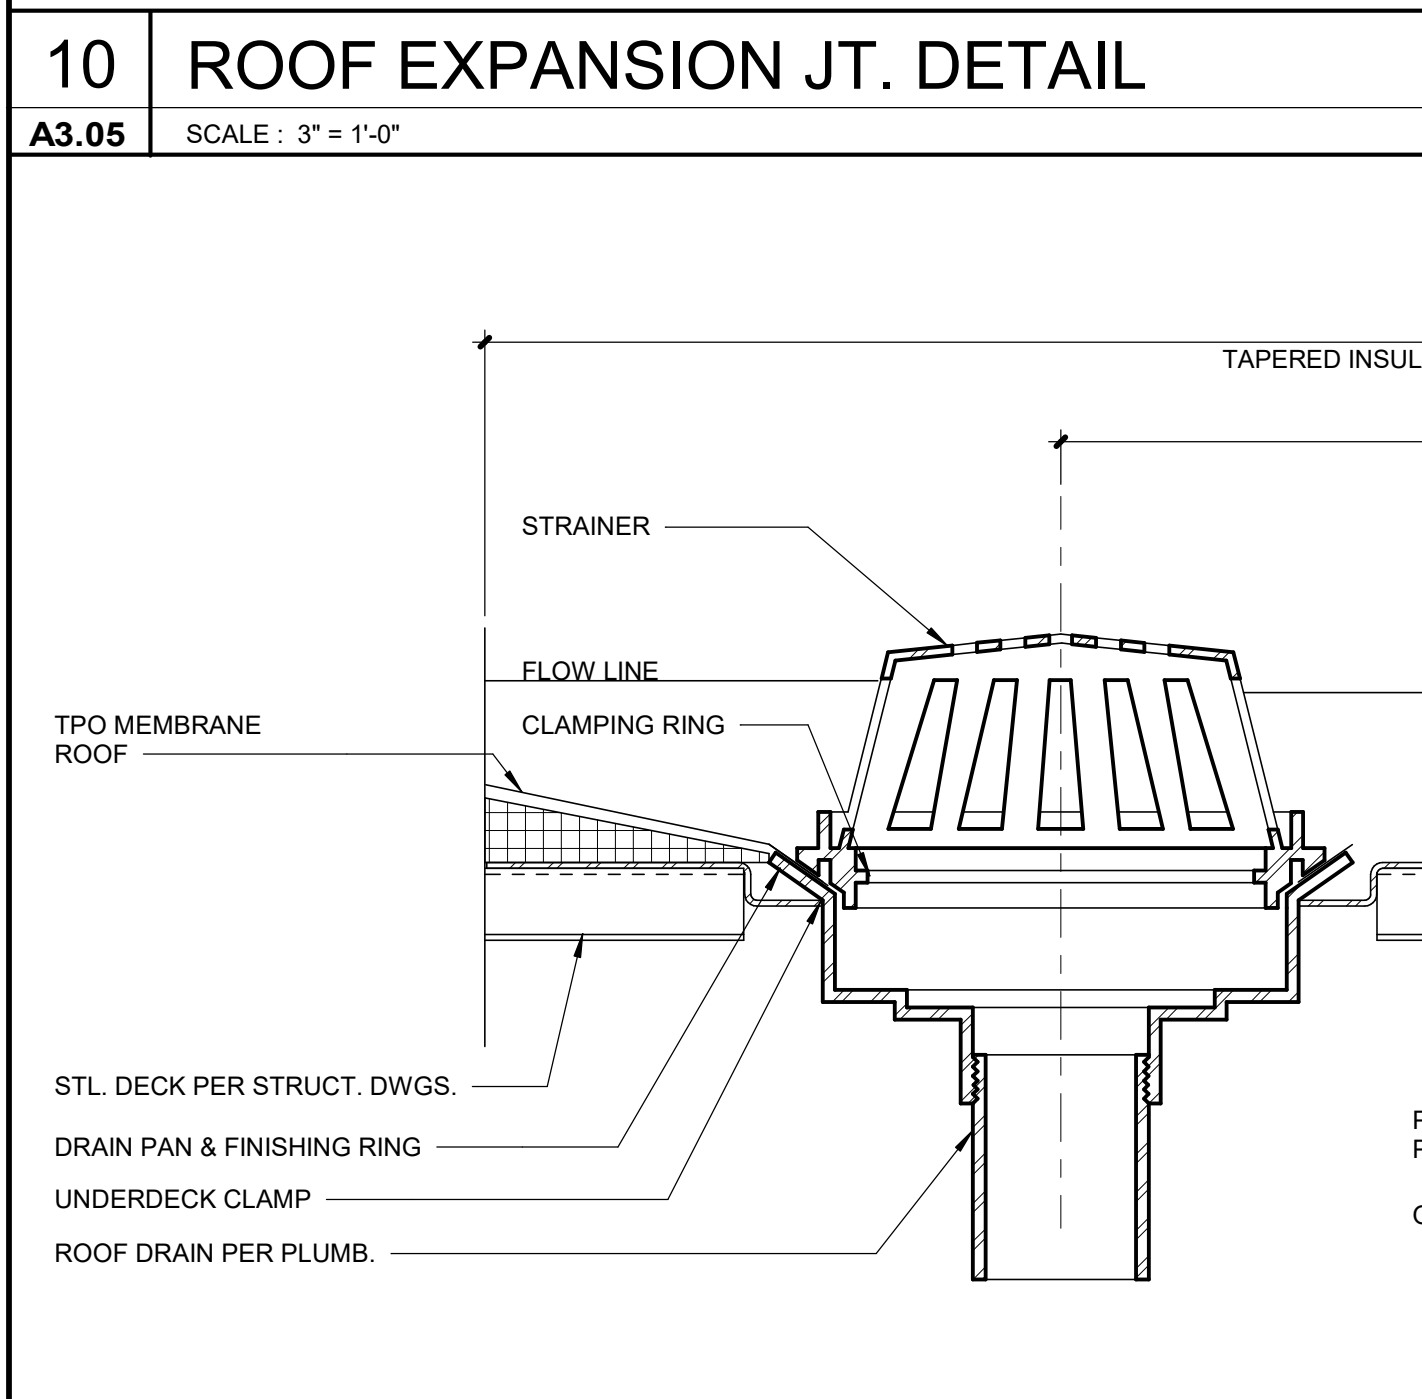 10
ROOF EXPANSION JT. DETAIL
A3.05
SCALE : 3" = 1'-0"
TAPERED INSUL
STRAINER
FLOW LINE
CLAMPING RING
TPO MEMBRANE
ROOF
STL. DECK PER STRUCT. DWGS.
DRAIN PAN & FINISHING RING
UNDERDECK CLAMP
ROOF DRAIN PER PLUMB.